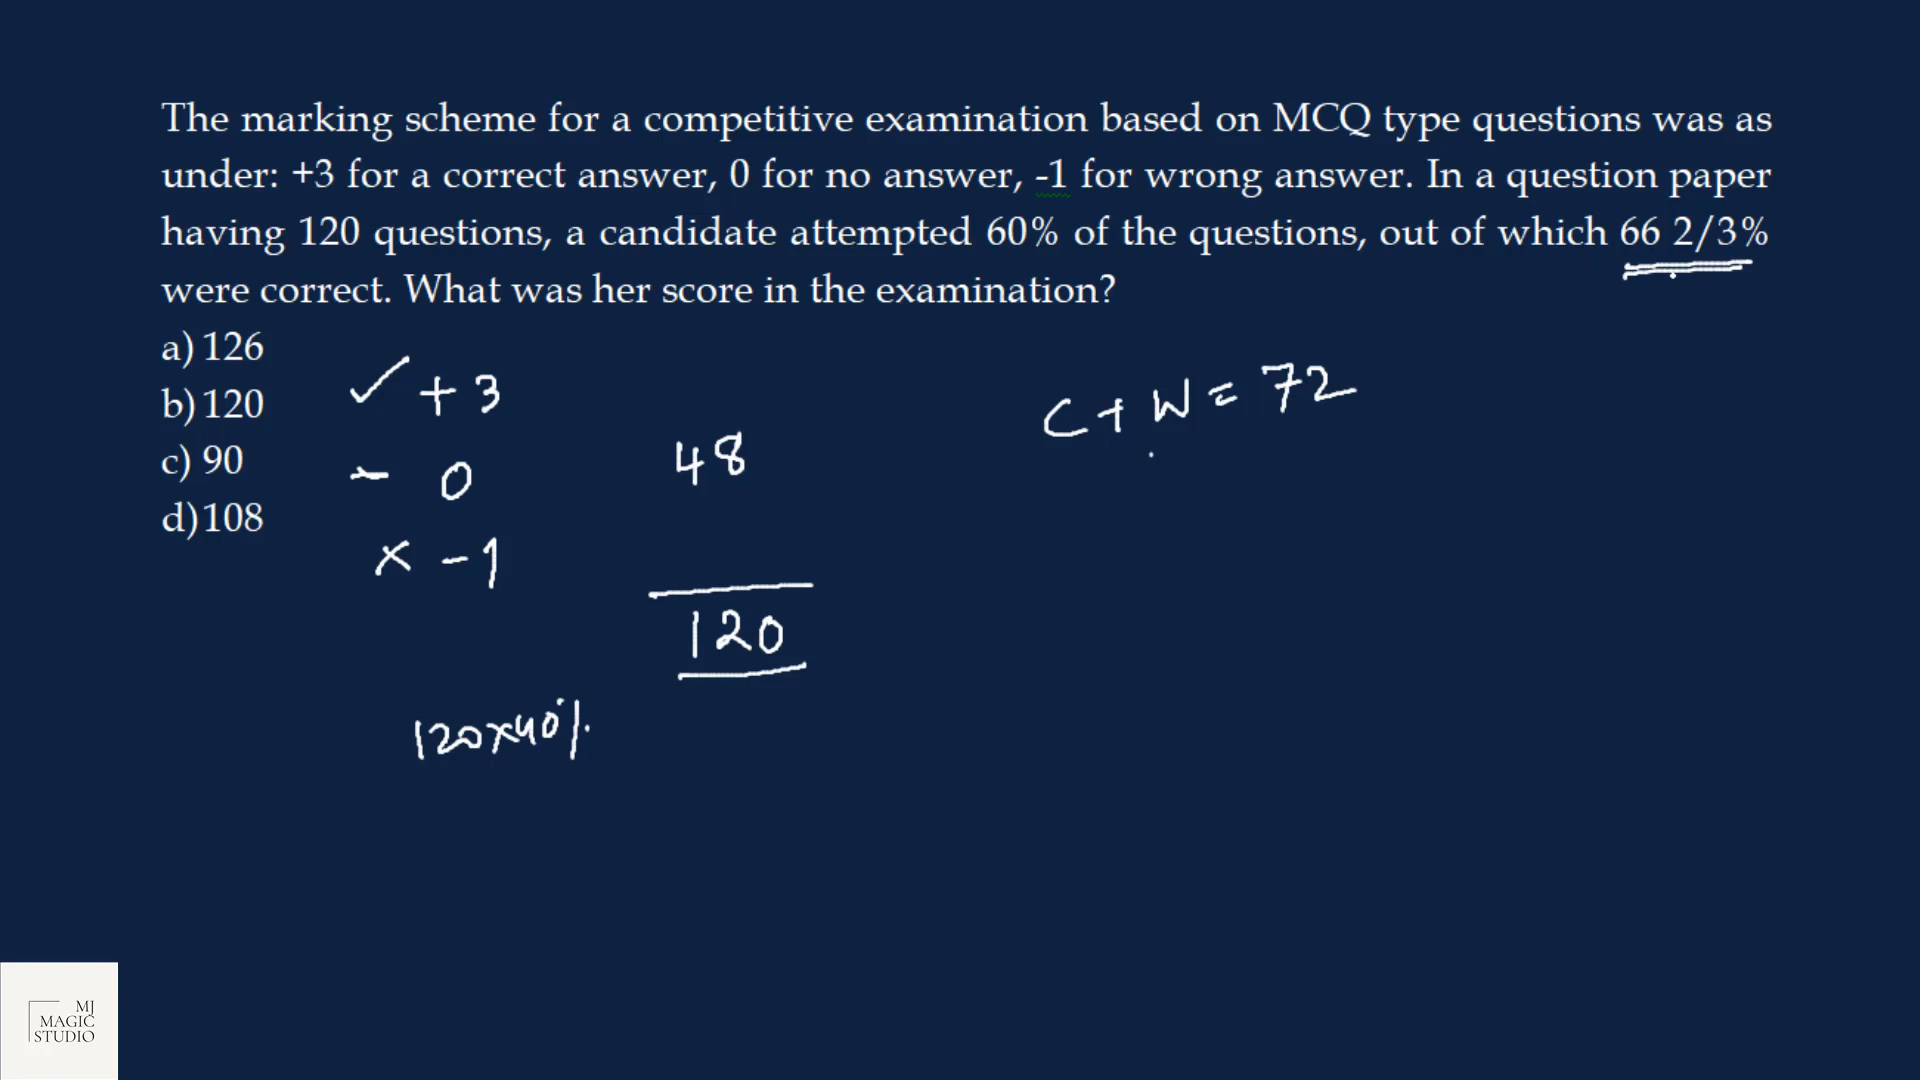 The marking scheme for a competitive examination based on MCQ type questions was as
under: +3 for a correct answer, 0 for no answer, -1 for wrong answer. In a question paper
having 120 questions, a candidate attempted 60% of the questions, out of which 66 2/3%
were correct. What was her score in the examination?
a) 126
b) 120
c) 90
d) 108
✓ +3
- 0
× -1
48
120
120×40%
C+W=72
MJ
MAGIC
STUDIO